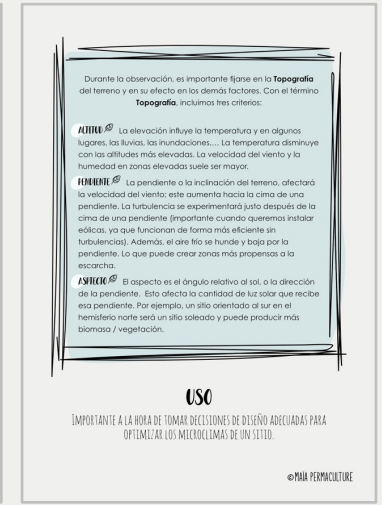 Durante la observación, es importante fijarse en la Topografía
del terreno y en su efecto en los demás factores. Con el término
Topografía, incluimos tres criterios:
ALTITUD La elevación influye la temperatura y en algunos
lugares, las lluvias, las inundaciones,... La temperatura disminuye
con las altitudes más elevadas. La velocidad del viento y la
humedad en zonas elevadas suele ser mayor.
PENDIENTE La pendiente o la inclinación del terreno, afectará
la velocidad del viento; este aumenta hacia la cima de una
pendiente. La turbulencia se experimentará justo después de la
cima de una pendiente (importante cuando queremos instalar
eólicas, ya que funcionan de forma más eficiente sin
turbulencias). Además, el aire frío se hunde y baja por la
pendiente. Lo que puede crear zonas más propensas a la
escarcha.
ASPECTO El aspecto es el ángulo relativo al sol, o la dirección
de la pendiente. Esto afecta la cantidad de luz solar que recibe
esa pendiente. Por ejemplo, un sitio orientado al sur en el
hemisferio norte será un sitio soleado y puede producir más
biomasa / vegetación.
USO
IMPORTANTE A LA HORA DE TOMAR DECISIONES DE DISEÑO ADECUADAS PARA
OPTIMIZAR LOS MICROCLIMAS DE UN SITIO.
©MAÍA PERMACULTURE